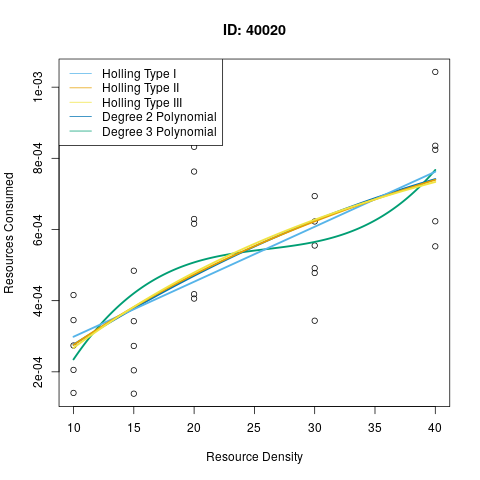 ID: 40020
Holling Type I
Holling Type II
Holling Type III
Degree 2 Polynomial
Degree 3 Polynomial
Resources Consumed
1e-03
8e-04
6e-04
4e-04
2e-04
10 15 20 25 30 35 40
Resource Density